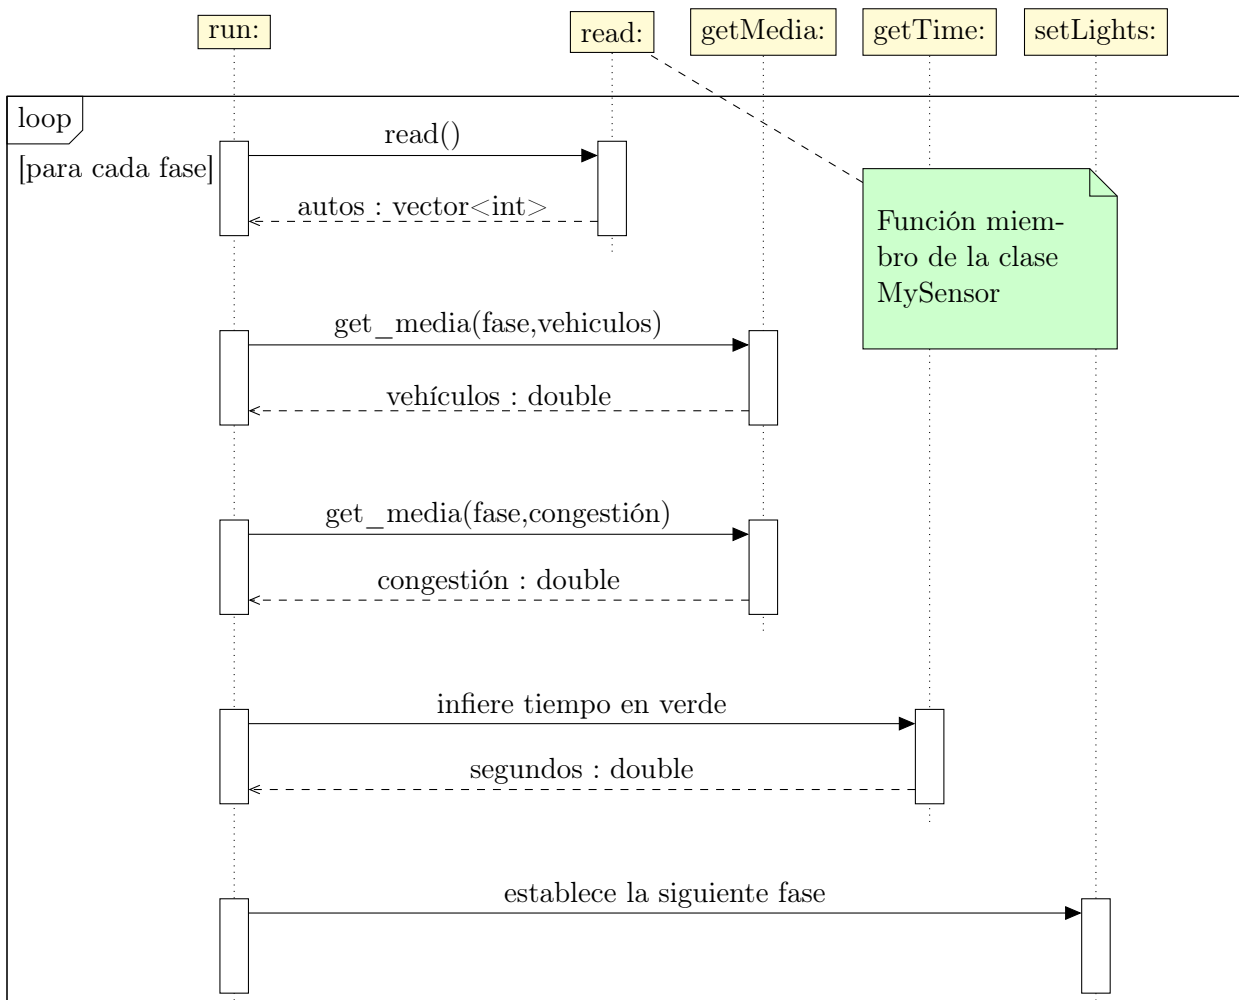 run:
read:
getMedia:
getTime:
setLights:
loop
[para cada fase]
read()
autos : vector<int>
Función miem-
bro de la clase
MySensor
get_media(fase,vehiculos)
vehículos : double
get_media(fase,congestión)
congestión : double
infiere tiempo en verde
segundos : double
establece la siguiente fase